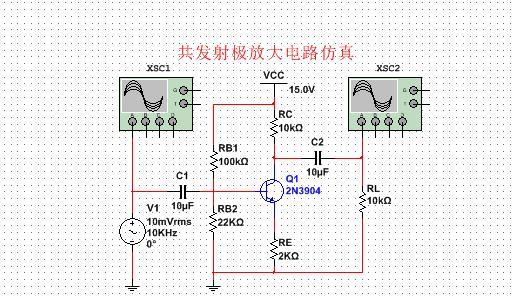 共发射极放大电路仿真
XSC1
XSC2
G
T
A
B
C
D
G
T
A
B
C
D
VCC
15.0V
RC
10kΩ
RB1
100kΩ
C2
10µF
C1
10µF
Q1
2N3904
V1
10mVrms
10KHz
0°
RB2
22KΩ
RL
10kΩ
RE
2KΩ